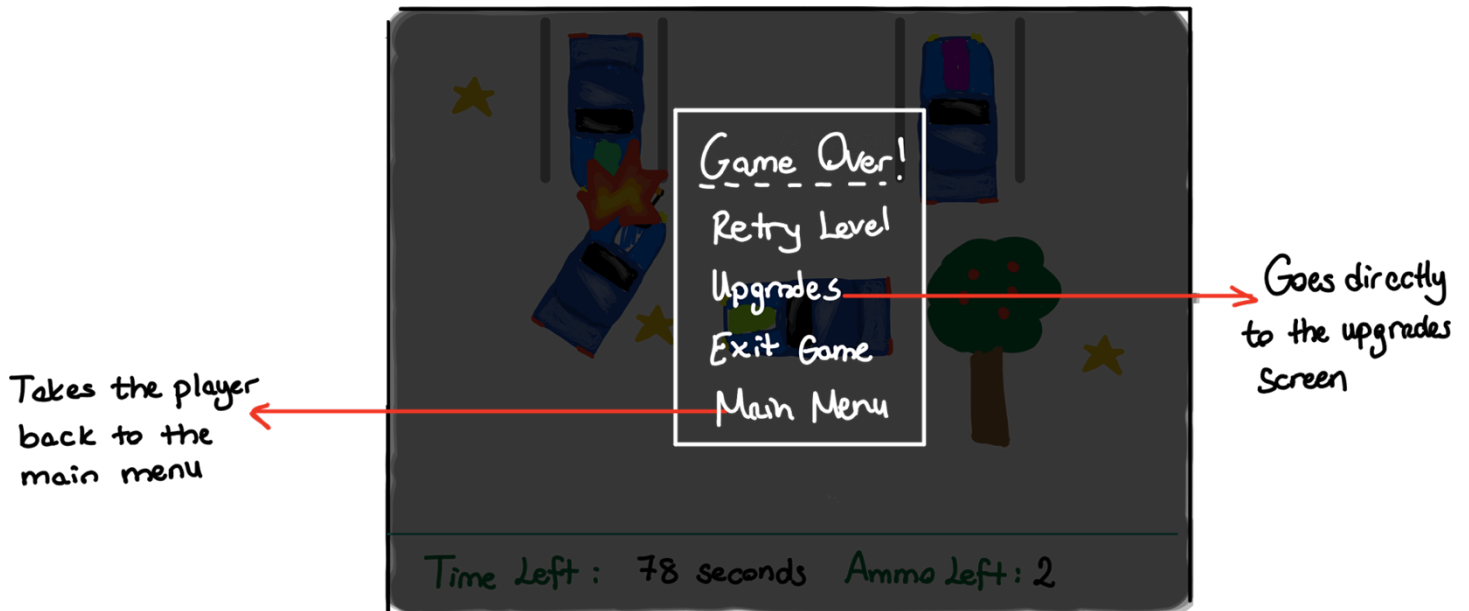 Game Over!
Retry Level
Upgrades
Exit Game
Main Menu
Goes directly
to the upgrades
screen
Takes the player
back to the
main menu
Time Left: 78 seconds Ammo Left: 2